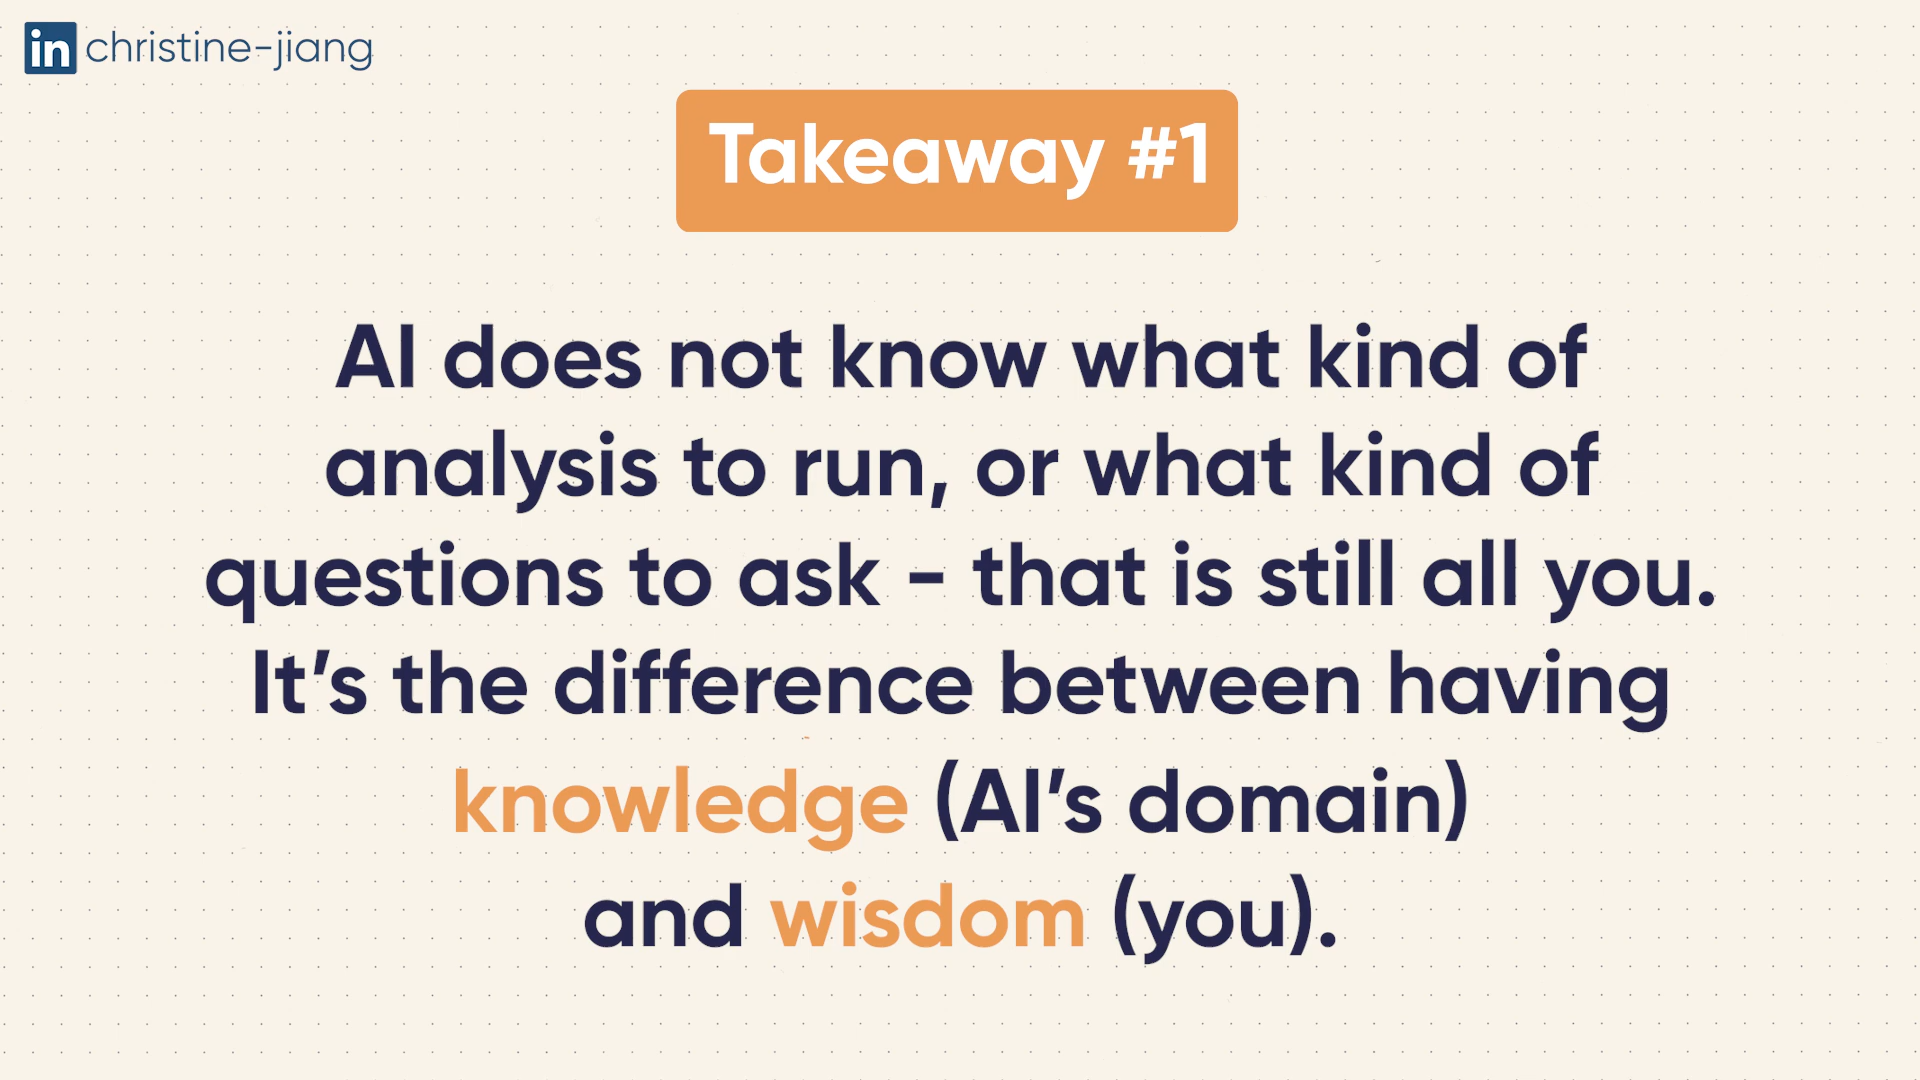 in christine-jiang
Takeaway #1
AI does not know what kind of
analysis to run, or what kind of
questions to ask - that is still all you.
It's the difference between having
knowledge (AI's domain)
and wisdom (you).